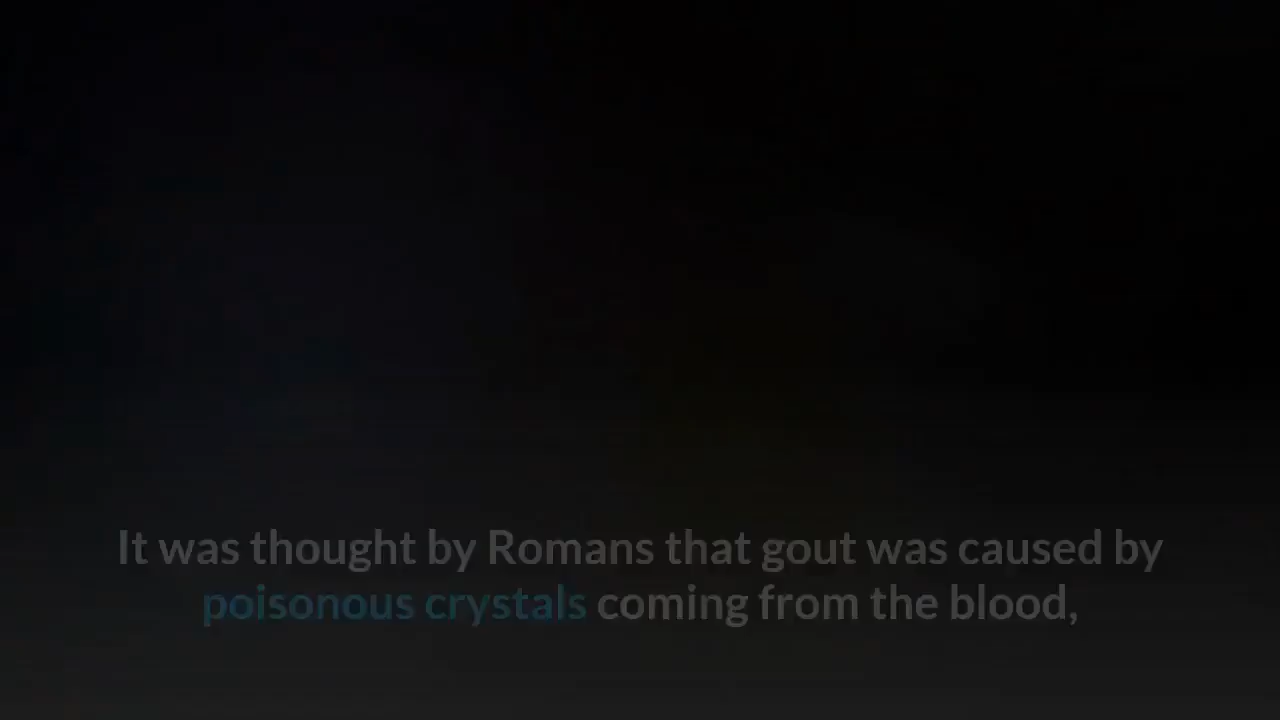 It was thought by Romans that gout was caused by
poisonous crystals coming from the blood,